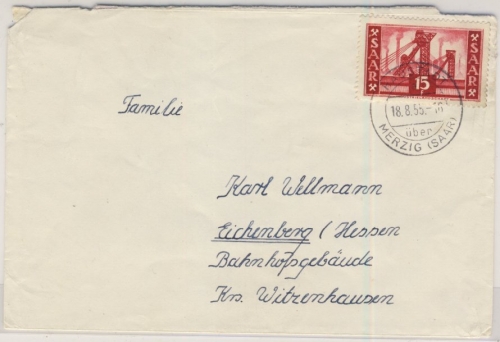 SAAR 15 F SAAR
18.8.55.
über
MERZIG (SAAR)
Familie
Karl Wellmann
Eichenberg / Hessen
Bahnhofsgebäude
Krs. Witzenhausen